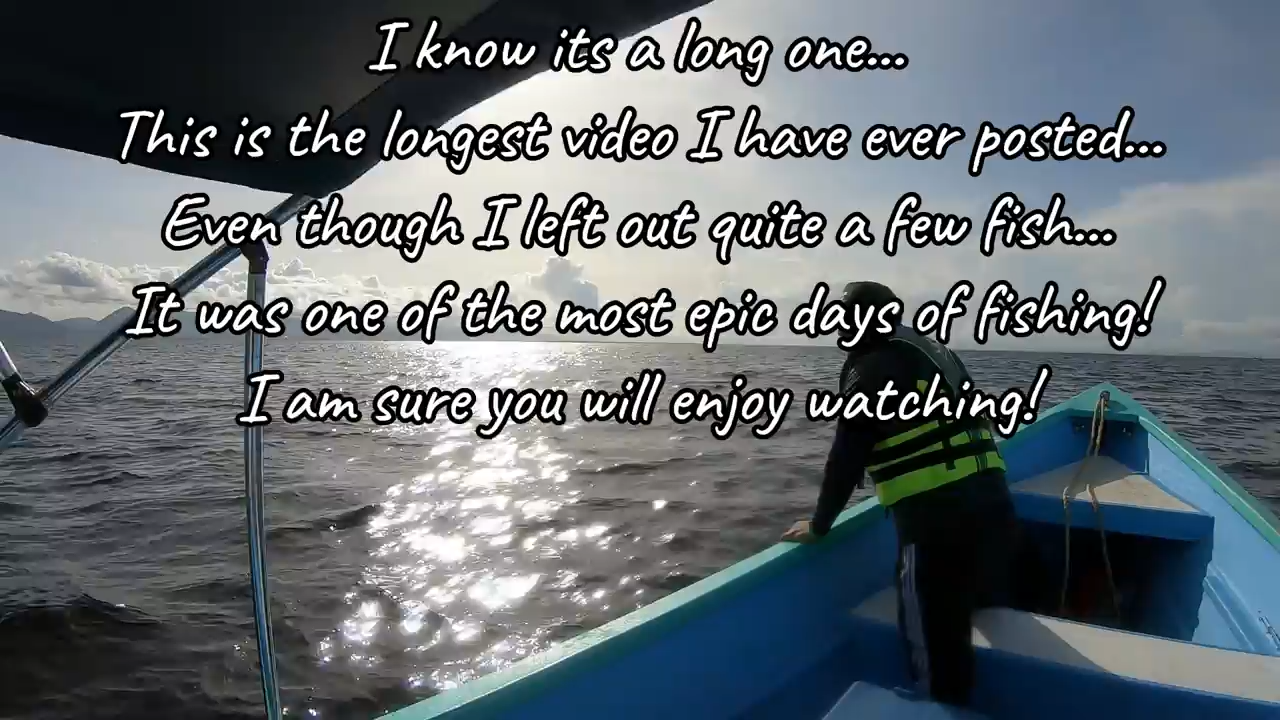 I know its a long one...
This is the longest video I have ever posted...
Even though I left out quite a few fish...
It was one of the most epic days of fishing!
I am sure you will enjoy watching!